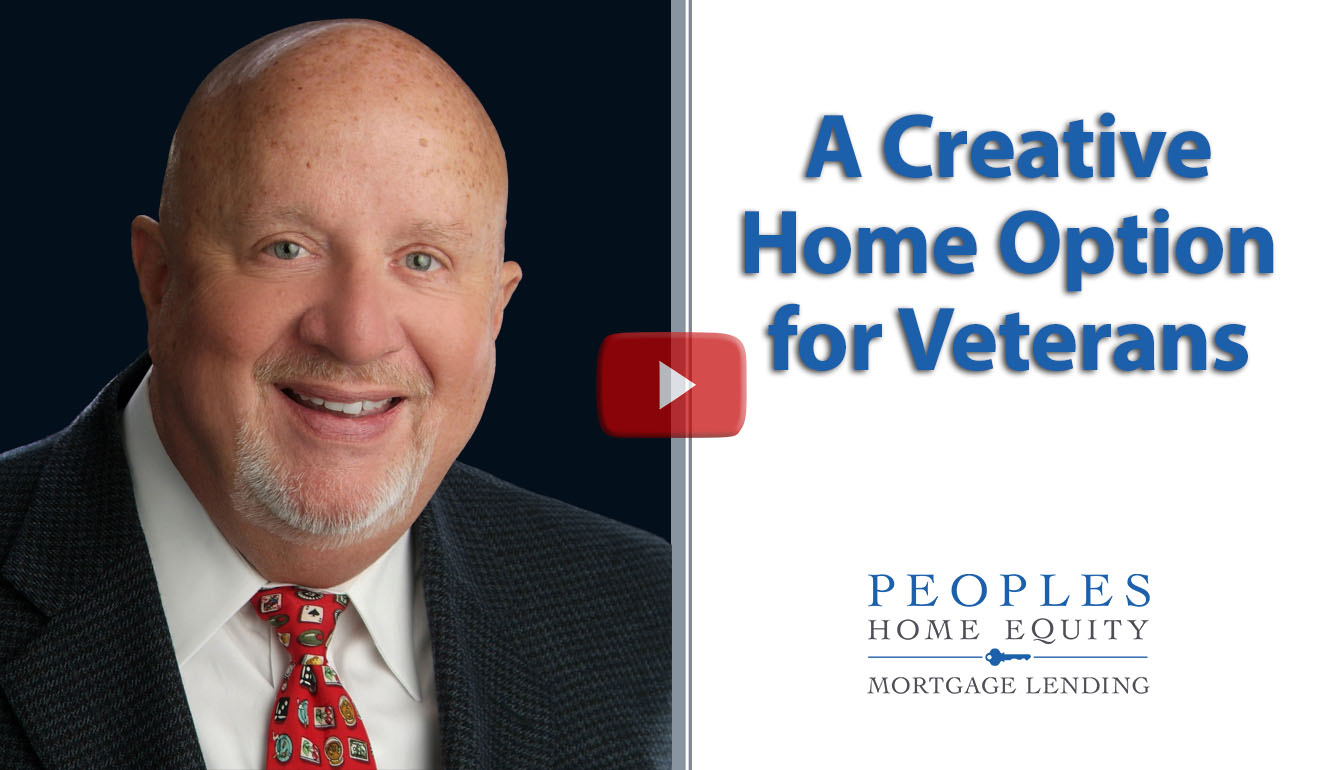 A Creative
Home Option
for Veterans
PEOPLES
HOME EQUITY
MORTGAGE LENDING